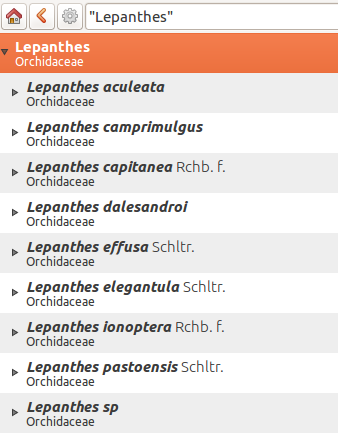 "Lepanthes"
Lepanthes
Orchidaceae
Lepanthes aculeata
Orchidaceae
Lepanthes camprimulgus
Orchidaceae
Lepanthes capitanea Rchb. f.
Orchidaceae
Lepanthes dalesandroi
Orchidaceae
Lepanthes effusa Schltr.
Orchidaceae
Lepanthes elegantula Schltr.
Orchidaceae
Lepanthes ionoptera Rchb. f.
Orchidaceae
Lepanthes pastoensis Schltr.
Orchidaceae
Lepanthes sp
Orchidaceae